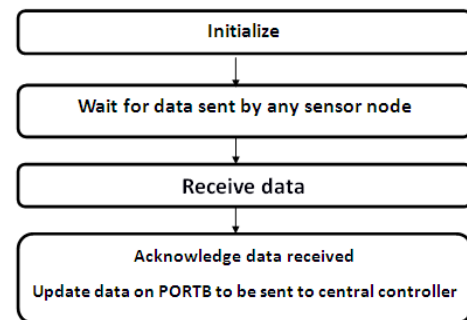 Initialize
Wait for data sent by any sensor node
Receive data
Acknowledge data received
Update data on PORTB to be sent to central controller